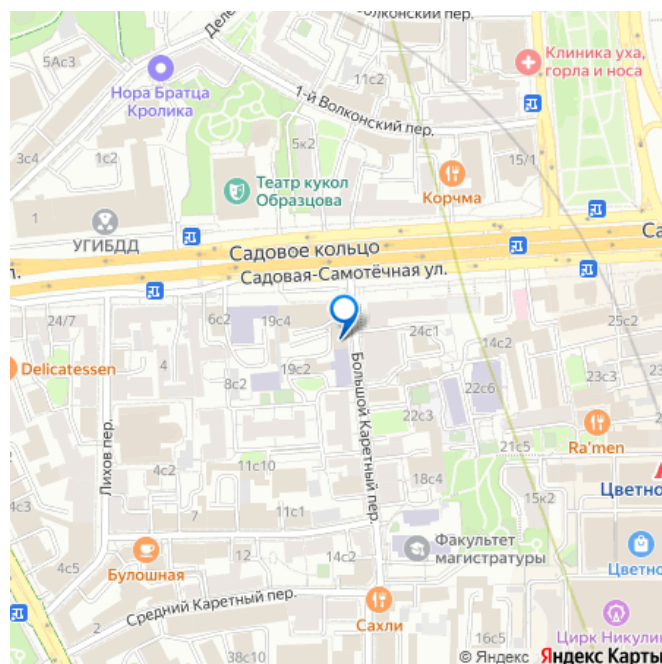 Волконский пер.
Деле
5Ас3
Нора Братца
Кролика
11с2
1-й Волконский пер.
Клиника уха,
горла и носа
5к2
15/1
3с4
1с2
Театр кукол
Образцова
Корчма
1
УГИБДД
Садовое кольцо
Са
Садовая-Самотёчная ул.
л.
24/7
6с2
19с4
24с1
25с2
14с2
Delicatessen
4
19с2
8с2
Большой Каретный пер.
22с6
23с3
23с2
22с3
Ra'men
Лихов пер.
21с5
4с2
11с10
18с4
Цветно
15к2
7
11с1
Факультет
магистратуры
Булошная
12
14с2
4с5
Цветно
Средний Каретный пер.
2
Сахли
Цирк Никулин
16с5
38с10
© Яндекс Яндекс Карты